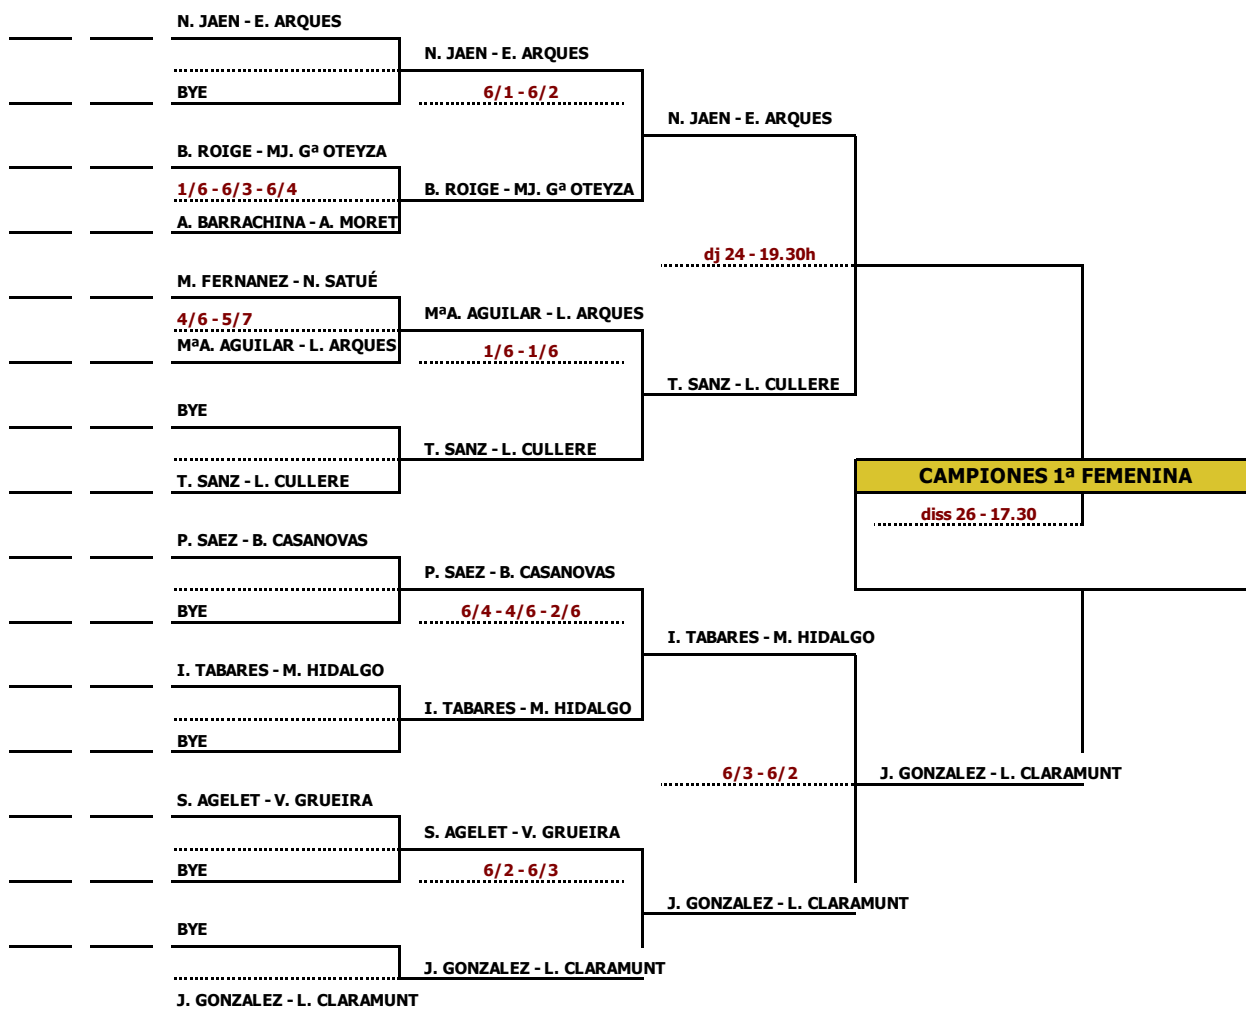 N. JAEN - E. ARQUES
N. JAEN - E. ARQUES
BYE
6/1 - 6/2
N. JAEN - E. ARQUES
B. ROIGE - MJ. Gª OTEYZA
1/6 - 6/3 - 6/4
B. ROIGE - MJ. Gª OTEYZA
A. BARRACHINA - A. MORET
dj 24 - 19.30h
M. FERNANEZ - N. SATUÉ
4/6 - 5/7
MªA. AGUILAR - L. ARQUES
MªA. AGUILAR - L. ARQUES
1/6 - 1/6
T. SANZ - L. CULLERE
BYE
T. SANZ - L. CULLERE
T. SANZ - L. CULLERE
CAMPIONES 1ª FEMENINA
diss 26 - 17.30
P. SAEZ - B. CASANOVAS
P. SAEZ - B. CASANOVAS
BYE
6/4 - 4/6 - 2/6
I. TABARES - M. HIDALGO
I. TABARES - M. HIDALGO
I. TABARES - M. HIDALGO
BYE
6/3 - 6/2
J. GONZALEZ - L. CLARAMUNT
S. AGELET - V. GRUEIRA
S. AGELET - V. GRUEIRA
BYE
6/2 - 6/3
J. GONZALEZ - L. CLARAMUNT
BYE
J. GONZALEZ - L. CLARAMUNT
J. GONZALEZ - L. CLARAMUNT